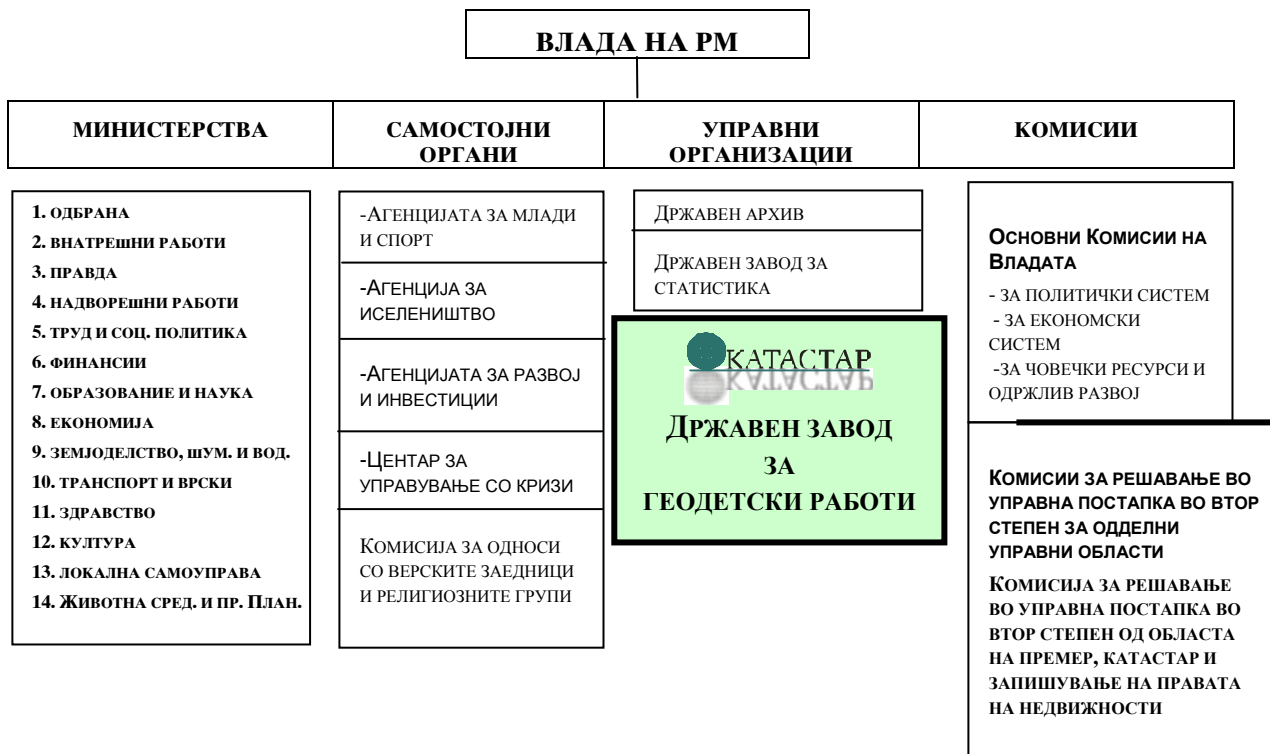 ВЛАДА НА РМ
МИНИСТЕРСТВА
САМОСТОЈНИ
ОРГАНИ
УПРАВНИ
ОРГАНИЗАЦИИ
КОМИСИИ
1. ОДБРАНА
2. ВНАТРЕШНИ РАБОТИ
3. ПРАВДА
4. НАДВОРЕШНИ РАБОТИ
5. ТРУД И СОЦ. ПОЛИТИКА
6. ФИНАНСИИ
7. ОБРАЗОВАНИЕ И НАУКА
8. ЕКОНОМИЈА
9. ЗЕМЈОДЕЛСТВО, ШУМ. И ВОД.
10. ТРАНСПОРТ И ВРСКИ
11. ЗДРАВСТВО
12. КУЛТУРА
13. ЛОКАЛНА САМОУПРАВА
14. ЖИВОТНА СРЕД. И ПР. ПЛАН.
-АГЕНЦИЈАТА ЗА МЛАДИ
И СПОРТ
-АГЕНЦИЈА ЗА
ИСЕЛЕНИШТВО
-АГЕНЦИЈАТА ЗА РАЗВОЈ
И ИНВЕСТИЦИИ
-ЦЕНТАР ЗА
УПРАВУВАЊЕ СО КРИЗИ
КОМИСИЈА ЗА ОДНОСИ
СО ВЕРСКИТЕ ЗАЕДНИЦИ
И РЕЛИГИОЗНИТЕ ГРУПИ
ДРЖАВЕН АРХИВ
ДРЖАВЕН ЗАВОД ЗА
СТАТИСТИКА
КАТАСТАР
ДРЖАВЕН ЗАВОД
ЗА
ГЕОДЕТСКИ РАБОТИ
ОСНОВНИ КОМИСИИ НА
ВЛАДАТА
- ЗА ПОЛИТИЧКИ СИСТЕМ
- ЗА ЕКОНОМСКИ
СИСТЕМ
-ЗА ЧОВЕЧКИ РЕСУРСИ И
ОДРЖЛИВ РАЗВОЈ
КОМИСИИ ЗА РЕШАВАЊЕ ВО
УПРАВНА ПОСТАПКА ВО ВТОР
СТЕПЕН ЗА ОДДЕЛНИ
УПРАВНИ ОБЛАСТИ
КОМИСИЈА ЗА РЕШАВАЊЕ
ВО УПРАВНА ПОСТАПКА ВО
ВТОР СТЕПЕН ОД ОБЛАСТА
НА ПРЕМЕР, КАТАСТАР И
ЗАПИШУВАЊЕ НА ПРАВАТА
НА НЕДВИЖНОСТИ